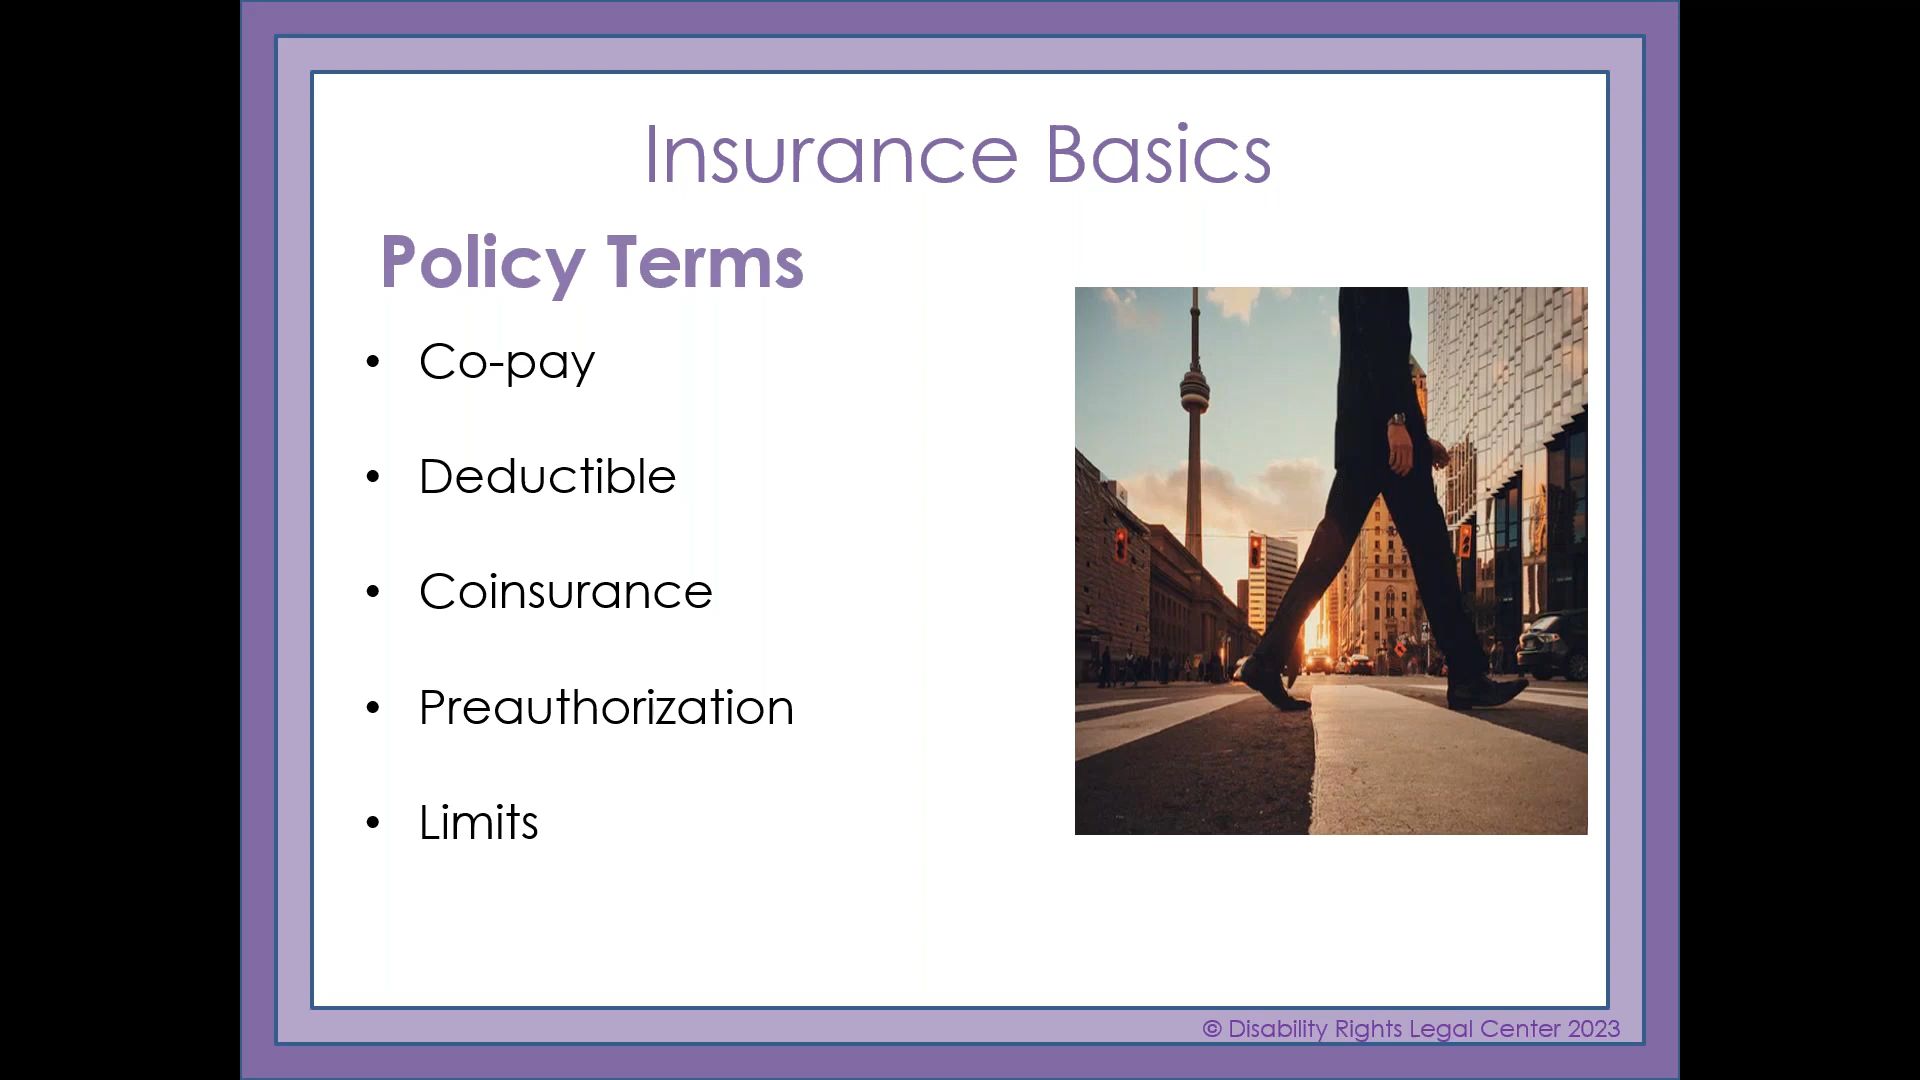 Insurance Basics
Policy Terms
• Co-pay
• Deductible
• Coinsurance
• Preauthorization
• Limits
© Disability Rights Legal Center 2023